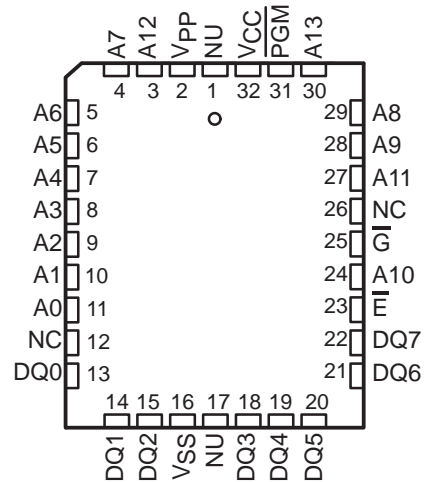 A7 A12 VPP NU VCC P̅G̅M̅ A13
4 3 2 1 32 31 30
A6 5 29 A8
A5 6 28 A9
A4 7 27 A11
A3 8 26 NC
A2 9 25 G̅
A1 10 24 A10
A0 11 23 E̅
NC 12 22 DQ7
DQ0 13 21 DQ6
14 15 16 17 18 19 20
DQ1 DQ2 VSS NU DQ3 DQ4 DQ5